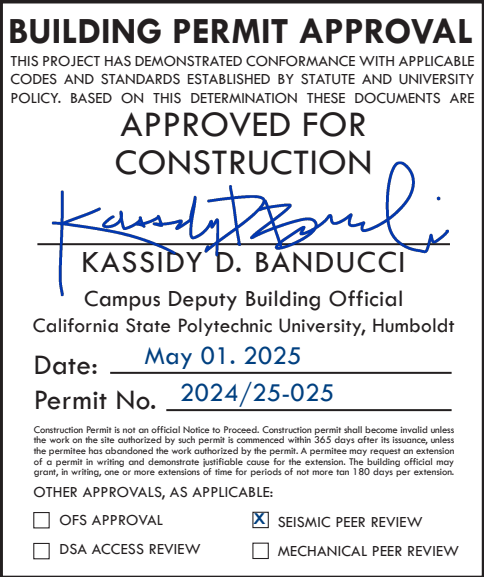 BUILDING PERMIT APPROVAL
THIS PROJECT HAS DEMONSTRATED CONFORMANCE WITH APPLICABLE
CODES AND STANDARDS ESTABLISHED BY STATUTE AND UNIVERSITY
POLICY. BASED ON THIS DETERMINATION THESE DOCUMENTS ARE
APPROVED FOR
CONSTRUCTION
KASSIDY D. BANDUCCI
Campus Deputy Building Official
California State Polytechnic University, Humboldt
Date: May 01. 2025
Permit No. 2024/25-025
Construction Permit is not an official Notice to Proceed. Construction permit shall become invalid unless
the work on the site authorized by such permit is commenced within 365 days after its issuance, unless
the permitee has abandoned the work authorized by the permit. A permitee may request an extension
of a permit in writing and demonstrate justifiable cause for the extension. The building official may
grant, in writing, one or more extensions of time for periods of not more tan 180 days per extension.
OTHER APPROVALS, AS APPLICABLE:
OFS APPROVAL X SEISMIC PEER REVIEW
DSA ACCESS REVIEW MECHANICAL PEER REVIEW